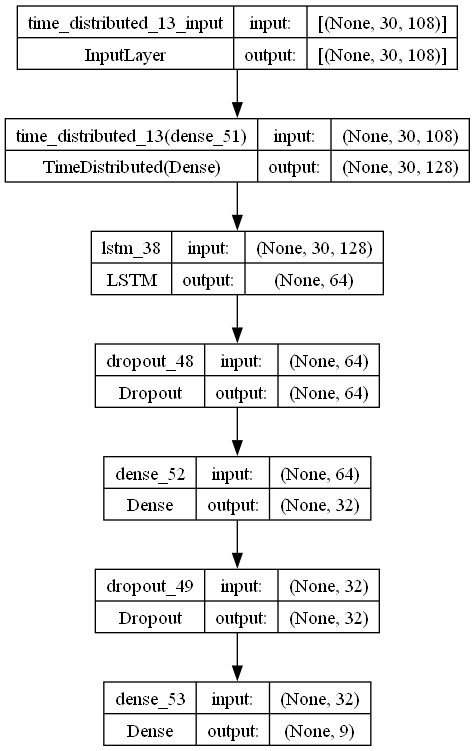 time_distributed_13_input input: [(None, 30, 108)]
InputLayer output: [(None, 30, 108)]
time_distributed_13(dense_51) input: (None, 30, 108)
TimeDistributed(Dense) output: (None, 30, 128)
lstm_38 input: (None, 30, 128)
LSTM output: (None, 64)
dropout_48 input: (None, 64)
Dropout output: (None, 64)
dense_52 input: (None, 64)
Dense output: (None, 32)
dropout_49 input: (None, 32)
Dropout output: (None, 32)
dense_53 input: (None, 32)
Dense output: (None, 9)